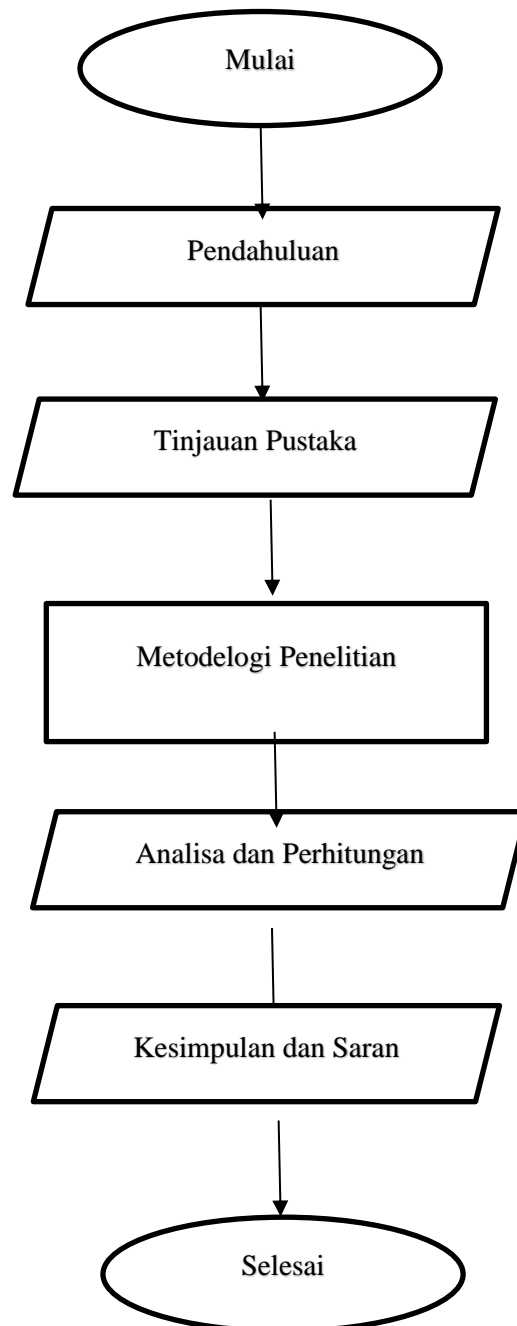 Mulai
Pendahuluan
Tinjauan Pustaka
Metodelogi Penelitian
Analisa dan Perhitungan
Kesimpulan dan Saran
Selesai